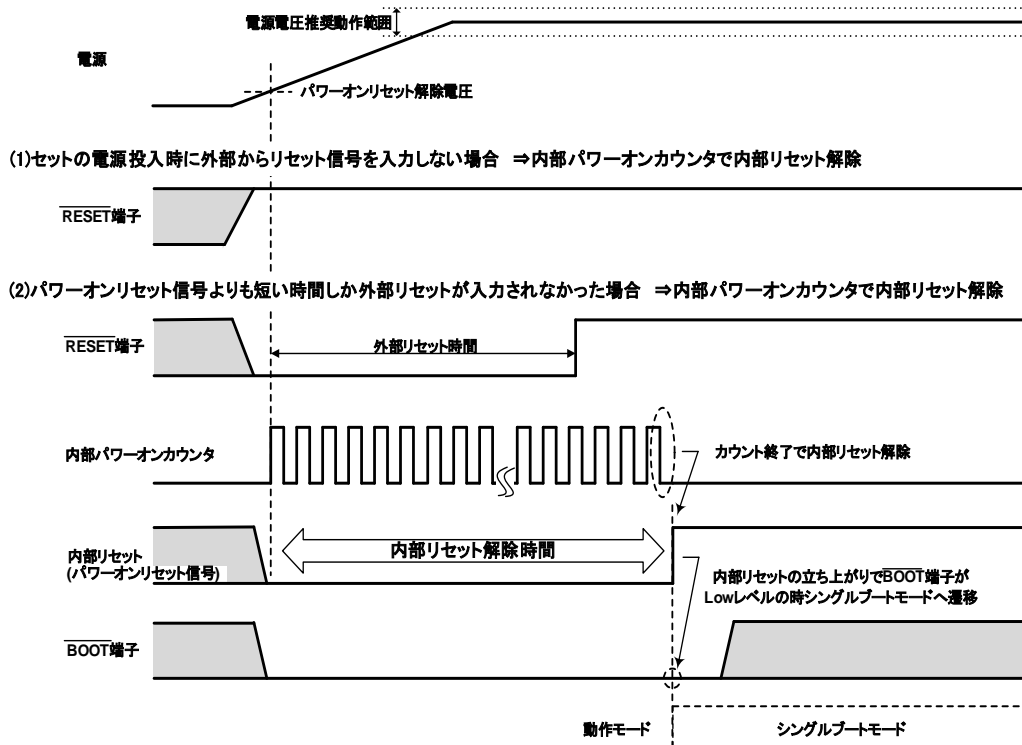 電源電圧推奨動作範囲
電源
パワーオンリセット解除電圧
(1)セットの電源投入時に外部からリセット信号を入力しない場合 ⇒内部パワーオンカウンタで内部リセット解除
RESET端子
(2)パワーオンリセット信号よりも短い時間しか外部リセットが入力されなかった場合 ⇒内部パワーオンカウンタで内部リセット解除
RESET端子
外部リセット時間
内部パワーオンカウンタ
カウント終了で内部リセット解除
内部リセット
(パワーオンリセット信号)
内部リセット解除時間
内部リセットの立ち上がりでBOOT端子が
Lowレベルの時シングルブートモードへ遷移
BOOT端子
動作モード
シングルブートモード